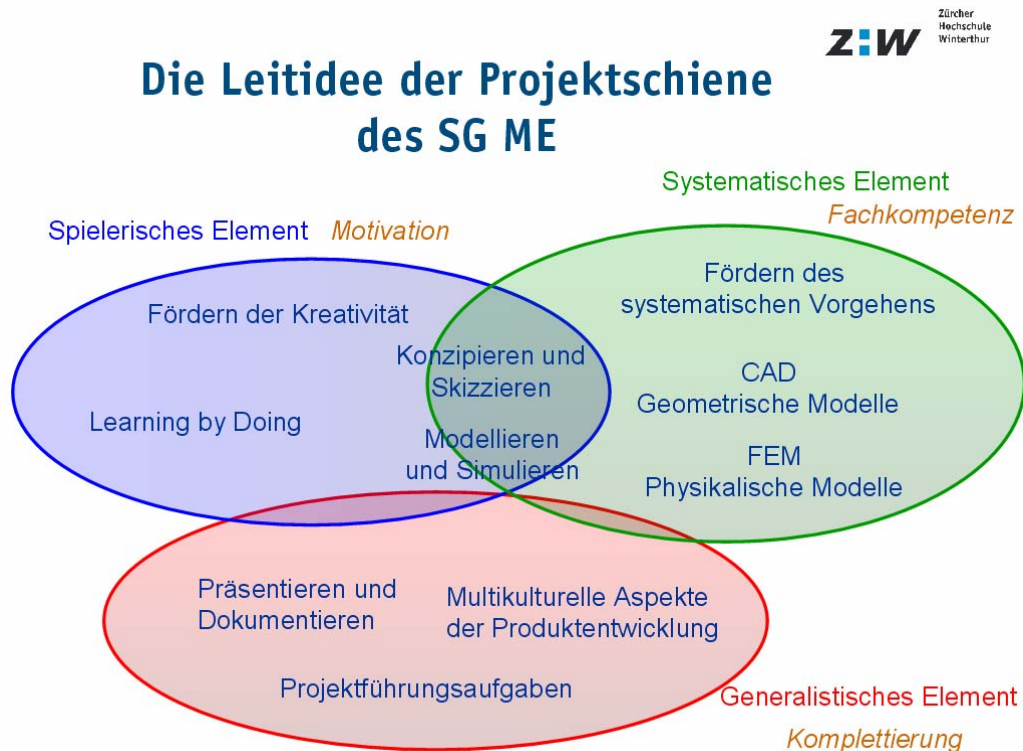 Z:W
Zürcher
Hochschule
Winterthur
Die Leitidee der Projektschiene
des SG ME
Systematisches Element
Fachkompetenz
Spielerisches Element Motivation
Fördern des
systematischen Vorgehens
Fördern der Kreativität
Konzipieren und
Skizzieren
CAD
Geometrische Modelle
Learning by Doing
Modellieren
und Simulieren
FEM
Physikalische Modelle
Präsentieren und
Dokumentieren
Multikulturelle Aspekte
der Produktentwicklung
Projektführungsaufgaben
Generalistisches Element
Komplettierung